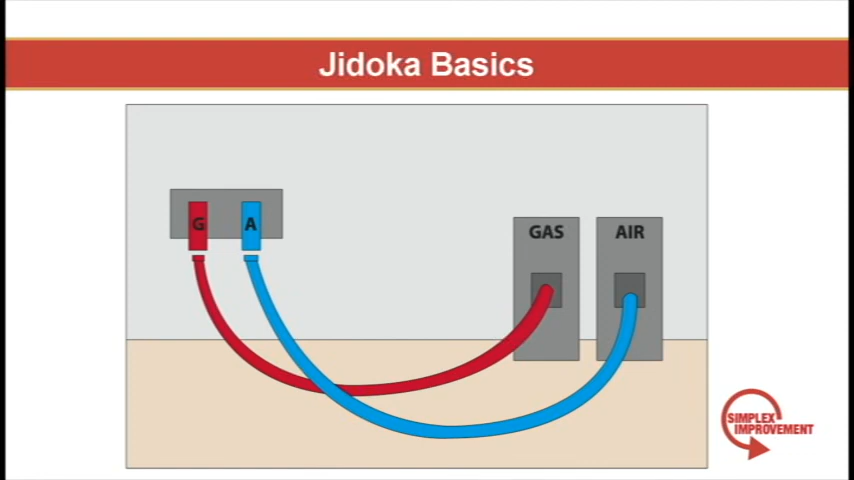 Jidoka Basics
G A
GAS AIR
SIMPLEX
IMPROVEMENT